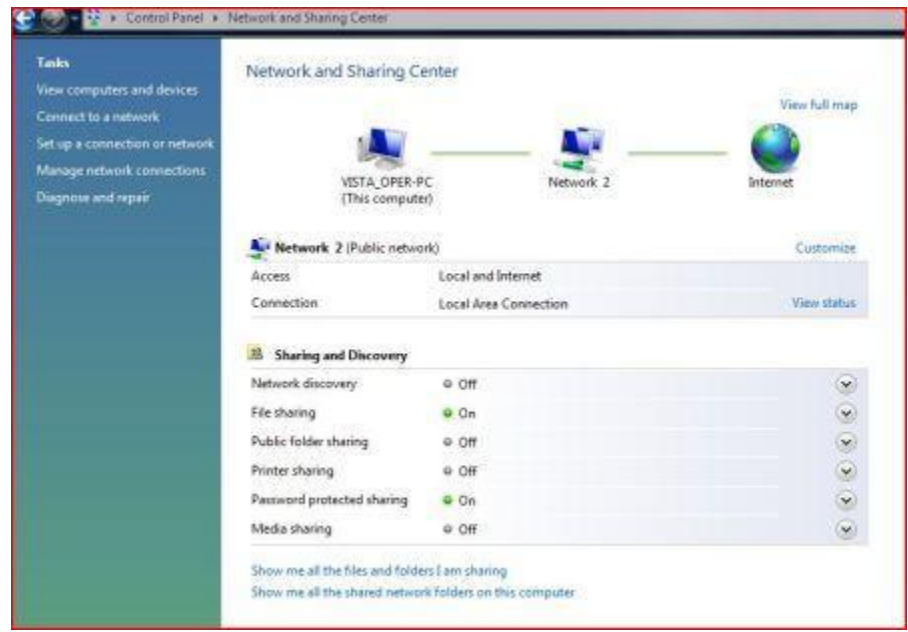 Control Panel Network and Sharing Center
Tasks
View computers and devices
Connect to a network
Set up a connection or network
Manage network connections
Diagnose and repair
Network and Sharing Center
View full map
VISTA_OPER-PC
(This computer)
Network 2
Internet
Network 2 (Public network) Customize
Access Local and Internet
Connection Local Area Connection View status
Sharing and Discovery
Network discovery Off
File sharing On
Public folder sharing Off
Printer sharing Off
Password protected sharing On
Media sharing Off
Show me all the files and folders I am sharing
Show me all the shared network folders on this computer